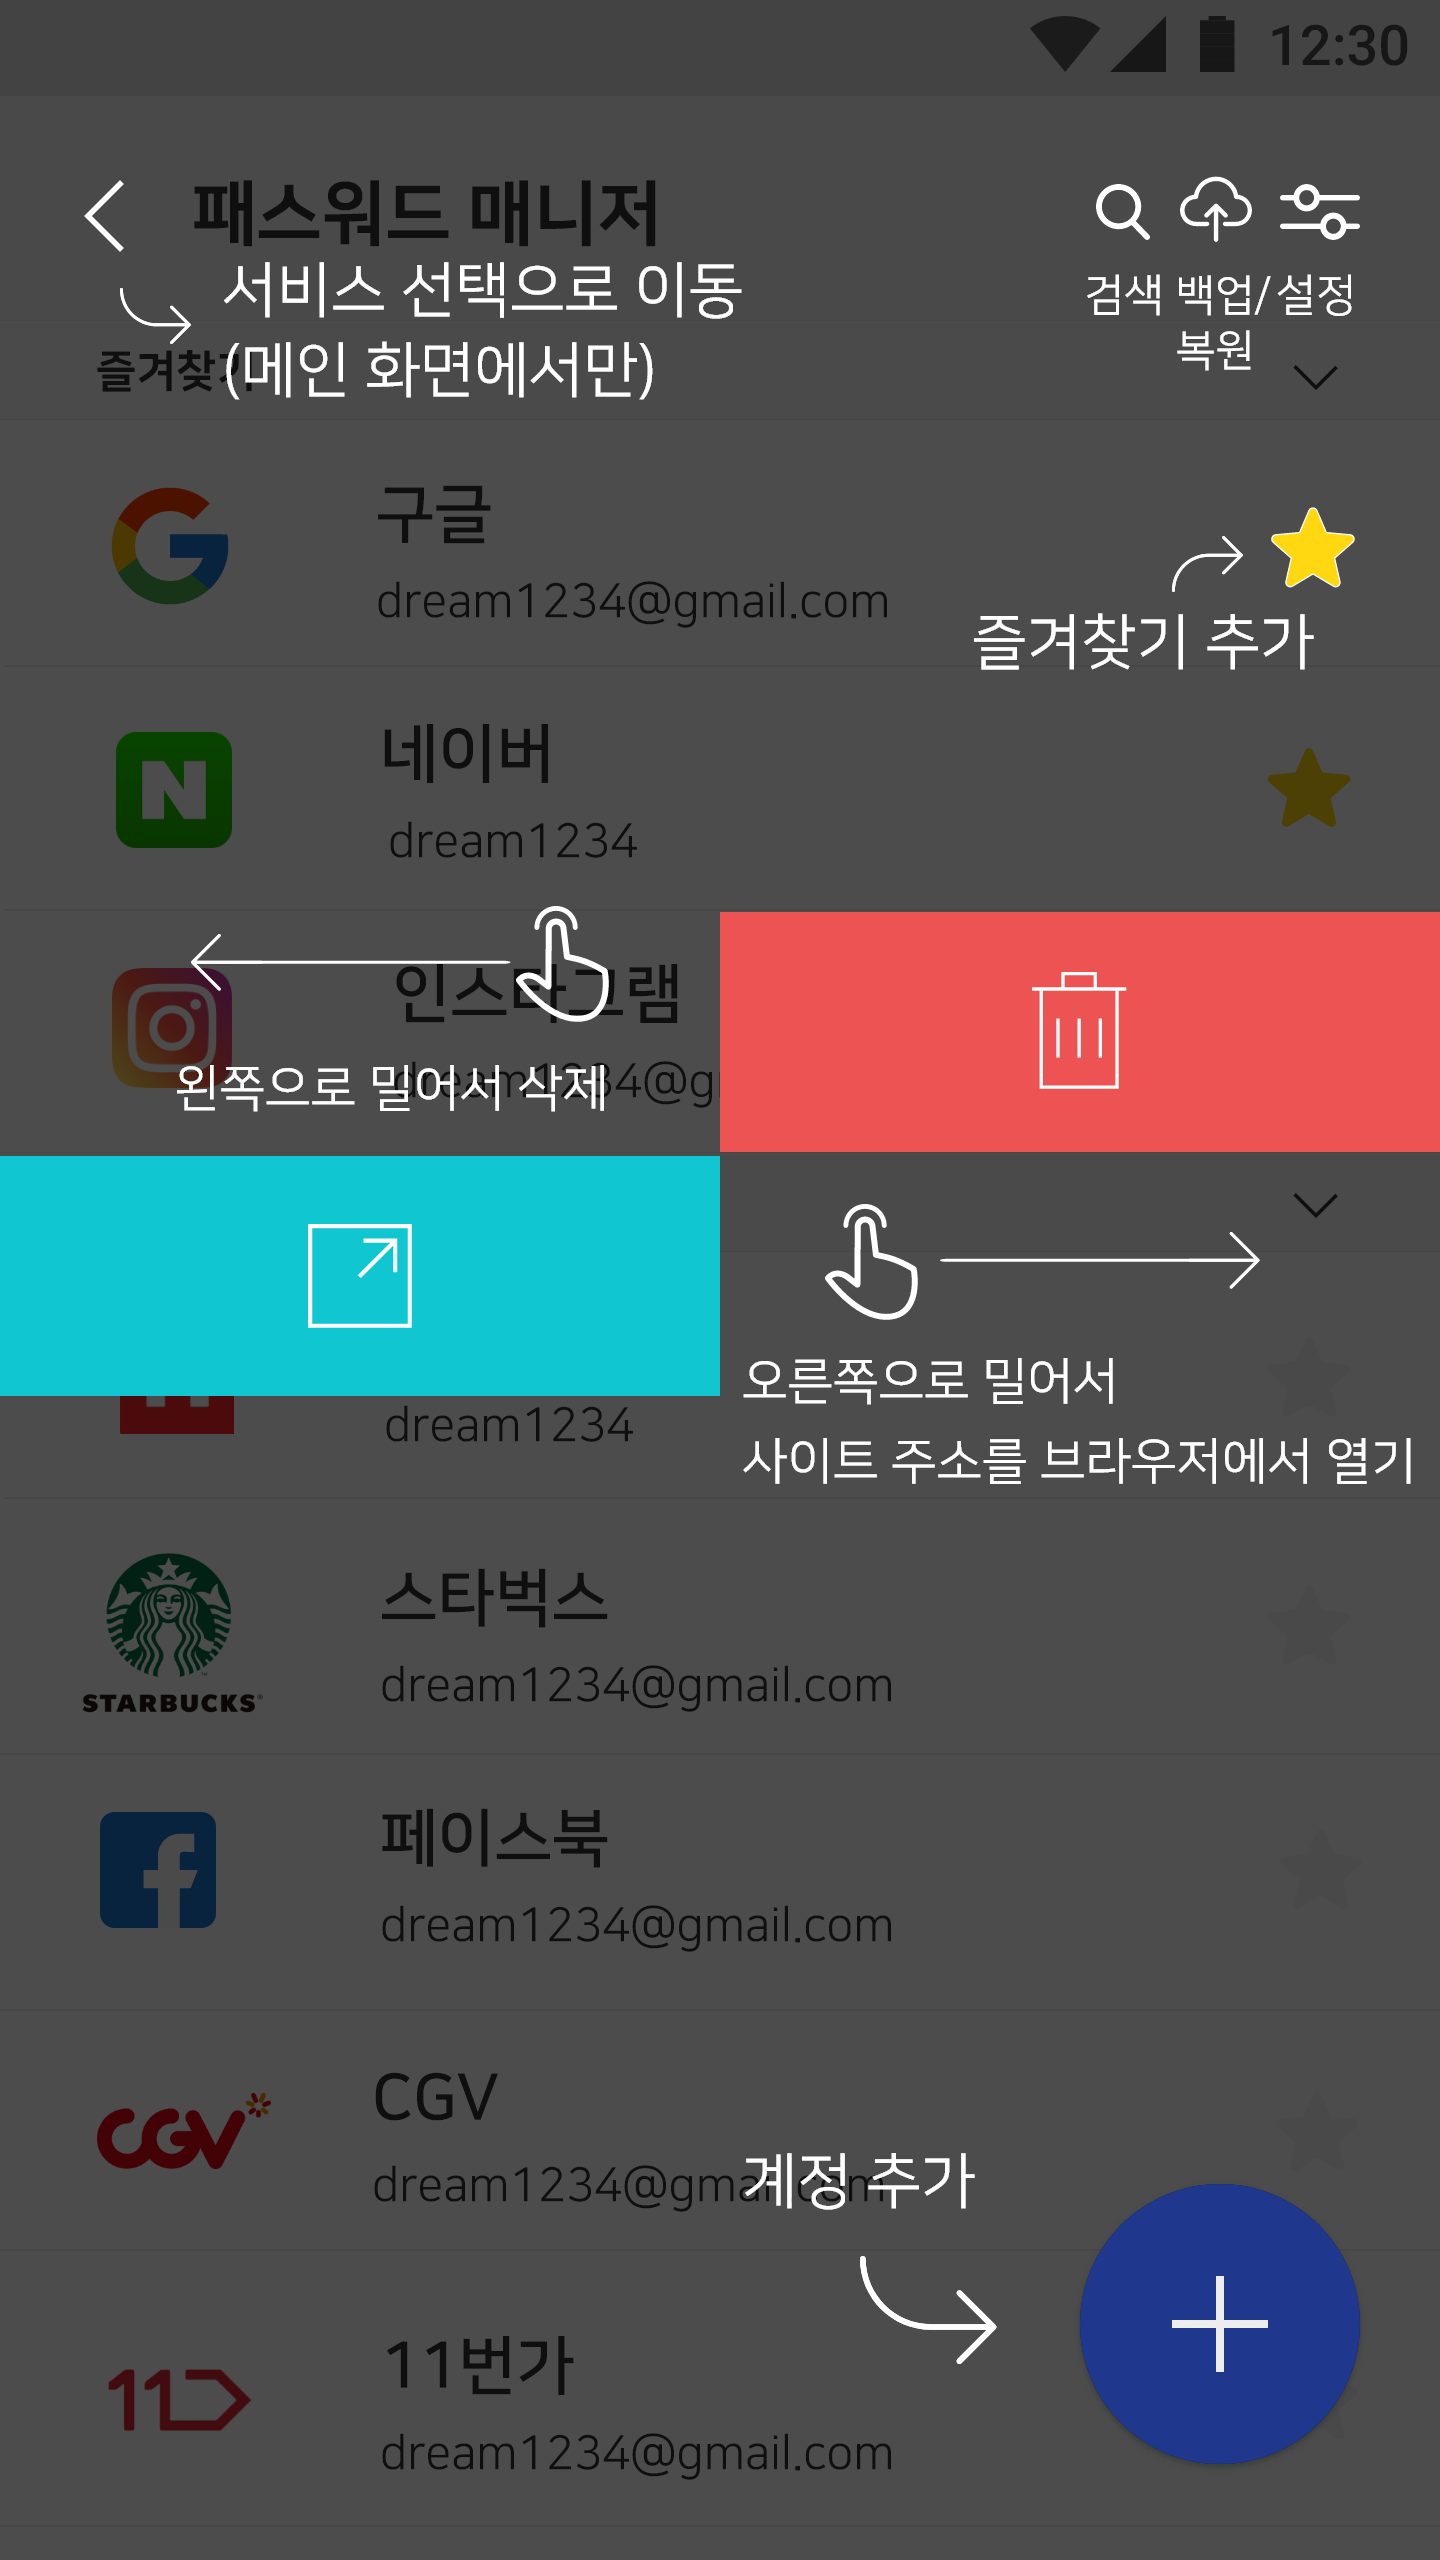 12:30
패스워드 매니저
서비스 선택으로 이동
(메인 화면에서만)
검색 백업/ 설정
복원
즐겨찾기
구글
dream1234@gmail.com
즐겨찾기 추가
N
네이버
dream1234
인스타그램
dream1234@g
왼쪽으로 밀어서 삭제
오른쪽으로 밀어서
사이트 주소를 브라우저에서 열기
dream1234
스타벅스
dream1234@gmail.com
STARBUCKS
페이스북
dream1234@gmail.com
CGV
CGV
dream1234@gmail.com
계정 추가
11번가
11
dream1234@gmail.com